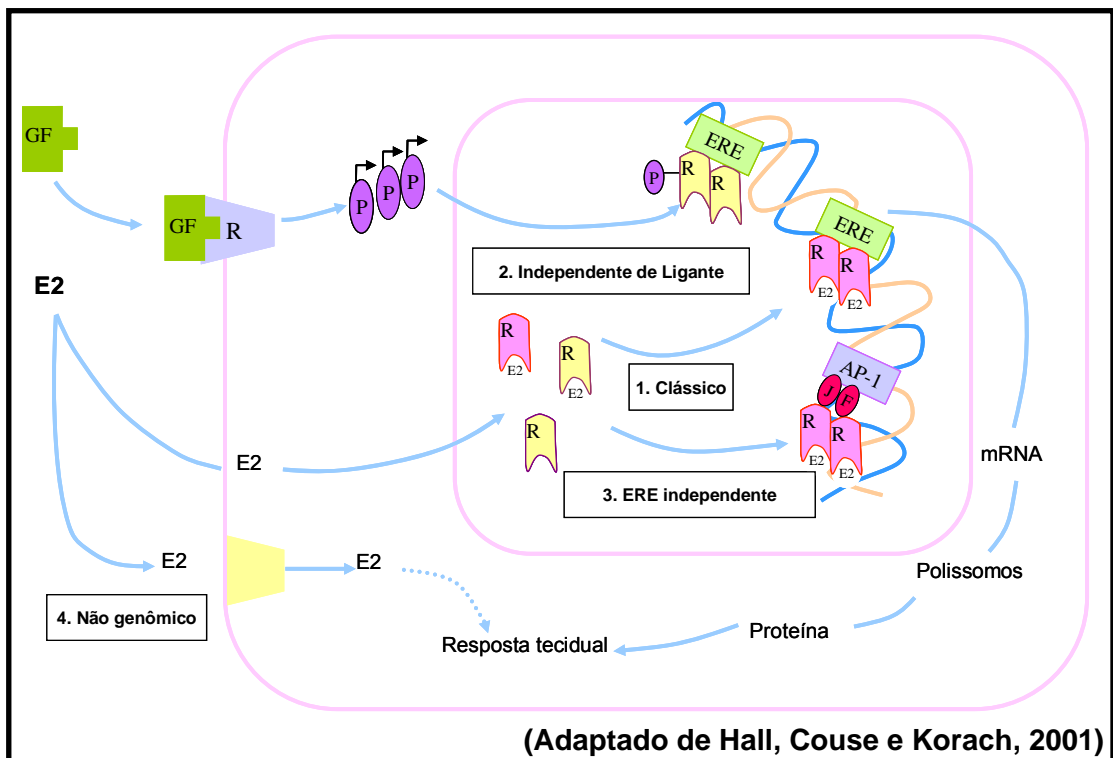 GF
GF
R
P
P
P
E2
E2
E2
4. Não genômico
E2
ERE
P
R
R
ERE
R
R
E2
E2
2. Independente de Ligante
R
E2
R
E2
R
1. Clássico
AP-1
J
F
R
R
E2
E2
3. ERE independente
mRNA
Polissomos
Proteína
Resposta tecidual
(Adaptado de Hall, Couse e Korach, 2001)